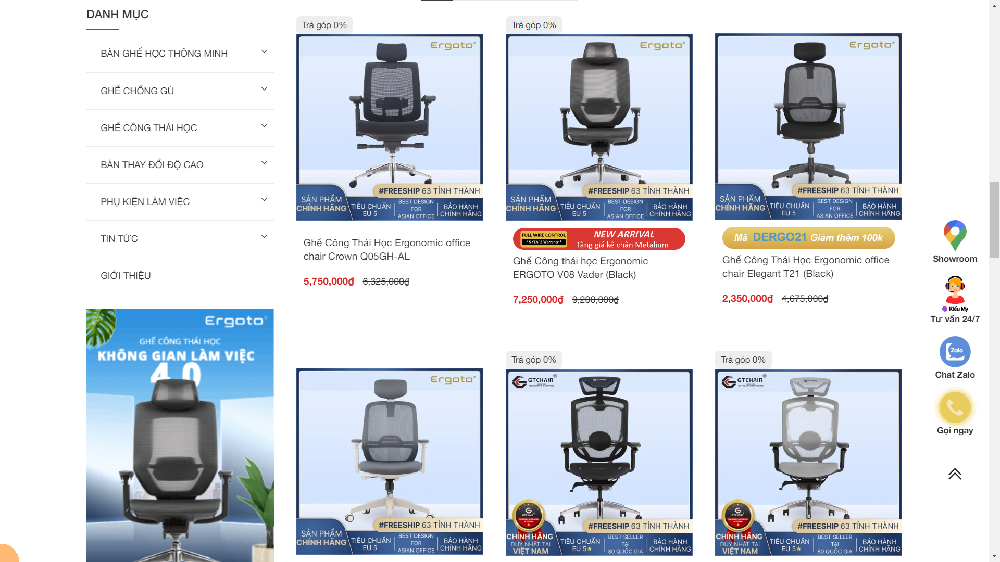 DANH MỤC
BÀN GHẾ HỌC THÔNG MINH
GHẾ CHỐNG GÙ
GHẾ CÔNG THÁI HỌC
BÀN THAY ĐỔI ĐỘ CAO
PHỤ KIỆN LÀM VIỆC
TIN TỨC
GIỚI THIỆU
Ergoto
GHẾ CÔNG THÁI HỌC
KHÔNG GIAN LÀM VIỆC
4.0
Trả góp 0%
Ergoto
#FREESHIP 63 TỈNH THÀNH
SẢN PHẨM
CHÍNH HÃNG
TIÊU CHUẨN
EU 5
BEST DESIGN
FOR
ASIAN OFFICE
BẢO HÀNH
CHÍNH HÃNG
Ghế Công Thái Học Ergonomic office
chair Crown Q05GH-AL
5,750,000₫ 6,325,000₫
Trả góp 0%
Ergoto
#FREESHIP 63 TỈNH THÀNH
SẢN PHẨM
CHÍNH HÃNG
TIÊU CHUẨN
EU 5
BEST DESIGN
FOR
ASIAN OFFICE
BẢO HÀNH
CHÍNH HÃNG
FULL WIRE CONTROL
* 5 YEARS Warranty *
NEW ARRIVAL
Tặng giá kê chân Metalium
Ghế Công thái học Ergonomic
ERGOTO V08 Vader (Black)
7,250,000₫ 9,200,000₫
Ergoto
#FREESHIP 63 TỈNH THÀNH
SẢN PHẨM
CHÍNH HÃNG
TIÊU CHUẨN
EU 5
BEST DESIGN
FOR
ASIAN OFFICE
BẢO HÀNH
CHÍNH HÃNG
Mã DERGO21 Giảm thêm 100k
Ghế Công Thái Học Ergonomic office
chair Elegant T21 (Black)
2,350,000₫ 4,675,000₫
Ergoto
#FREESHIP 63 TỈNH THÀNH
SẢN PHẨM
CHÍNH HÃNG
TIÊU CHUẨN
EU 5
BEST DESIGN
FOR
ASIAN OFFICE
BẢO HÀNH
CHÍNH HÃNG
Trả góp 0%
GTCHAIR
GTCHAIR
#FREESHIP 63 TỈNH THÀNH
CHÍNH HÃNG
DUY NHẤT TẠI
VIỆT NAM
TIÊU CHUẨN
EU 5
BEST SELLER
TẠI
80 QUỐC GIA
BẢO HÀNH
CHÍNH HÃNG
Trả góp 0%
GTCHAIR
GTCHAIR
#FREESHIP 63 TỈNH THÀNH
CHÍNH HÃNG
DUY NHẤT TẠI
VIỆT NAM
TIÊU CHUẨN
EU 5
BEST SELLER
TẠI
80 QUỐC GIA
BẢO HÀNH
CHÍNH HÃNG
Showroom
Kiều My
Tư vấn 24/7
Zalo
Chat Zalo
Gọi ngay